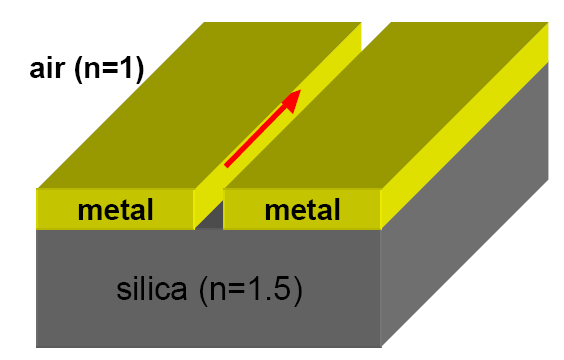 air (n=1)
metal metal
silica (n=1.5)